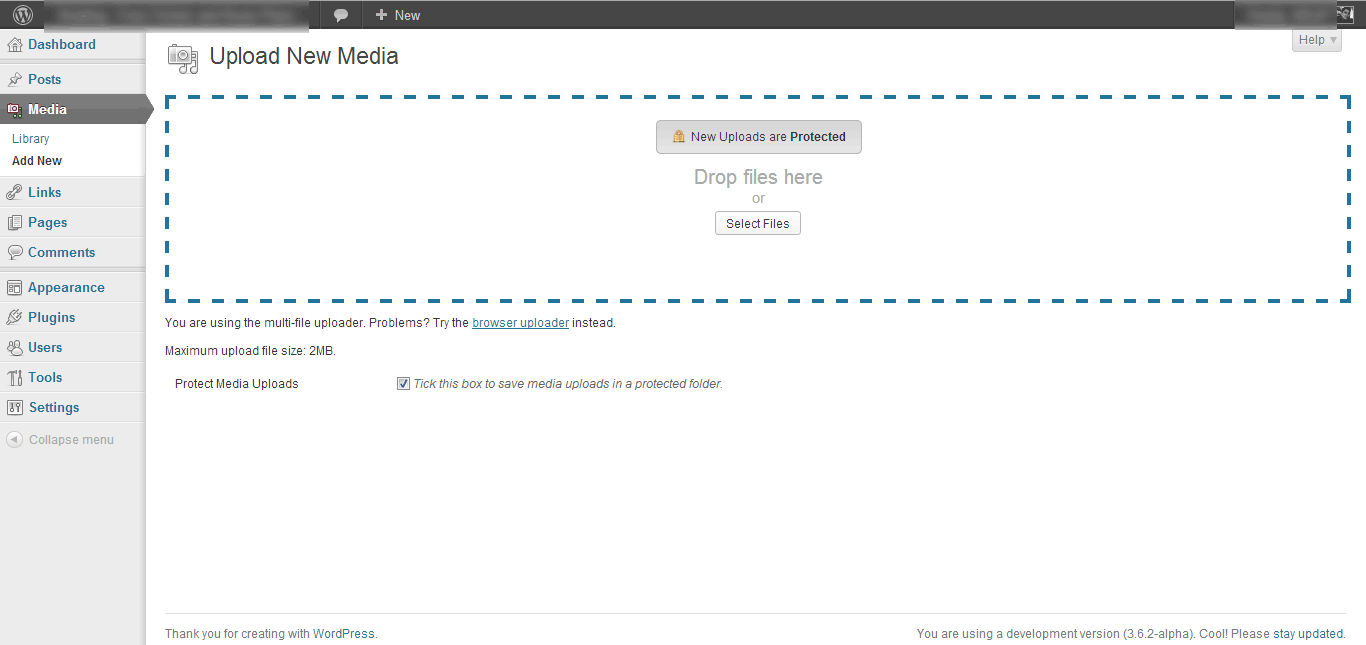 New
Help
Dashboard
Posts
Media
Library
Add New
Links
Pages
Comments
Appearance
Plugins
Users
Tools
Settings
Collapse menu
Upload New Media
New Uploads are Protected
Drop files here
or
Select Files
You are using the multi-file uploader. Problems? Try the browser uploader instead.
Maximum upload file size: 2MB.
Protect Media Uploads
Tick this box to save media uploads in a protected folder.
Thank you for creating with WordPress.
You are using a development version (3.6.2-alpha). Cool! Please stay updated.